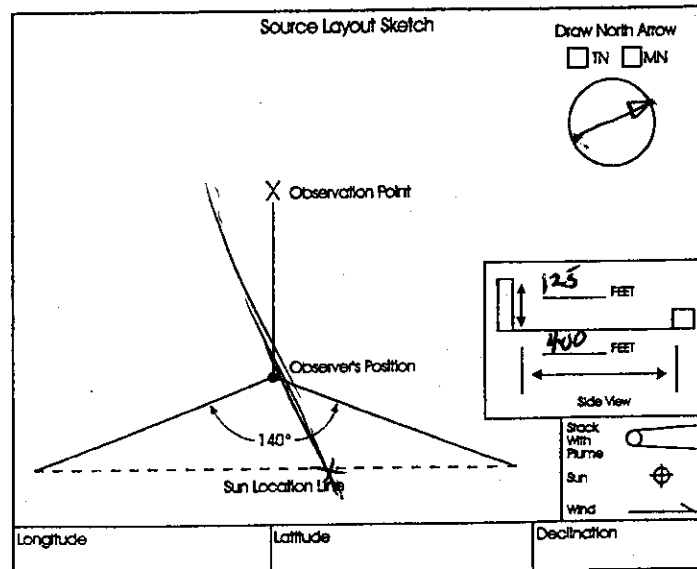 Source Layout Sketch
Draw North Arrow
TN MN
X Observation Point
125 FEET
Observer's Position
400 FEET
Side View
140°
Stack
With
Plume
Sun
Sun Location Line
Wind
Longitude Latitude Declination